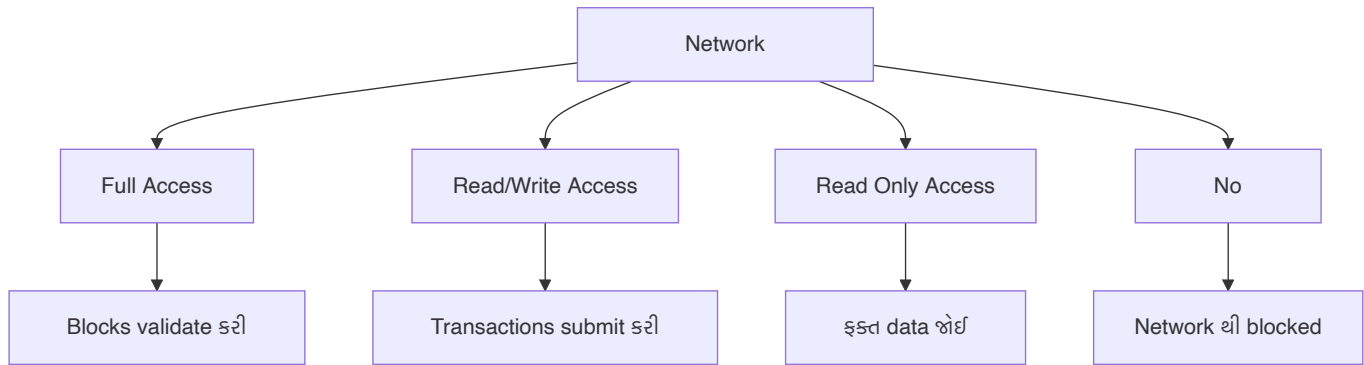 Network
Full Access
Read/Write Access
Read Only Access
No
Blocks validate કરી
Transactions submit કરી
ફક્ત data જોઈ
Network થી blocked